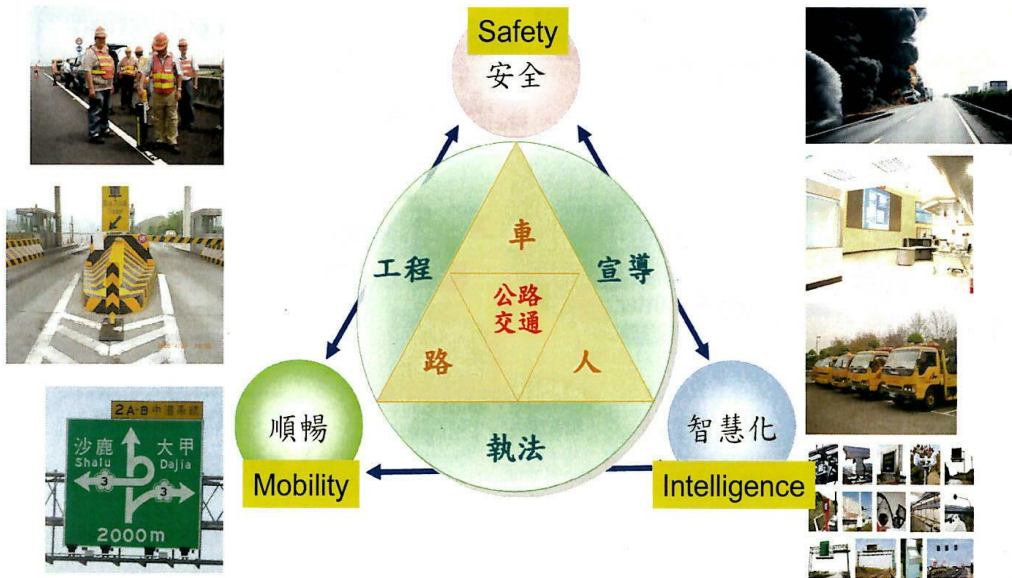 Safety
安全
工程
車
宣導
公路
交通
路
人
執法
順暢
Mobility
智慧化
Intelligence
車
2A-B
沙鹿
Shalu
大甲
Dajia
3
3
2000m